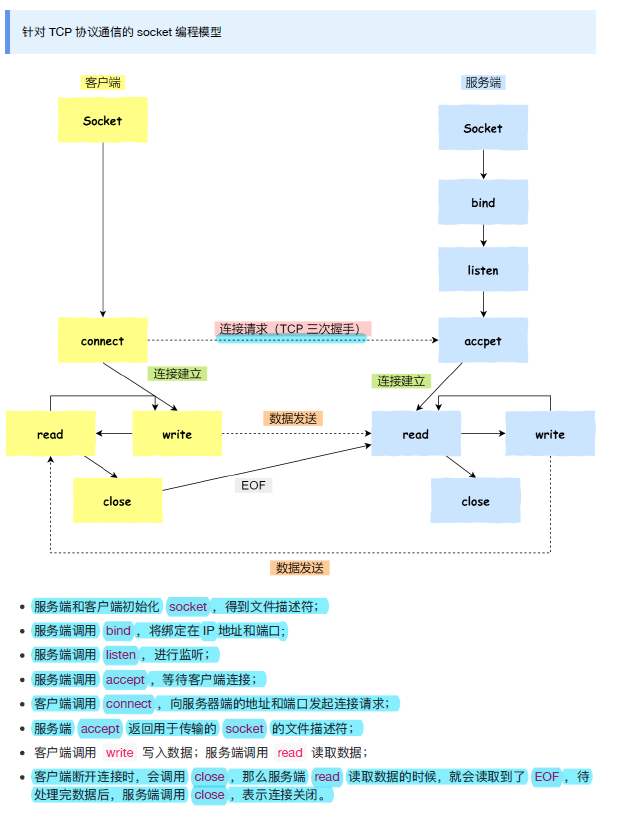 针对 TCP 协议通信的 socket 编程模型
客户端
服务端
Socket
Socket
bind
listen
连接请求（TCP 三次握手）
connect
accpet
连接建立
连接建立
数据发送
read
write
read
write
EOF
close
close
数据发送
服务端和客户端初始化 socket ，得到文件描述符；
服务端调用 bind ，将绑定在 IP 地址和端口;
服务端调用 listen ，进行监听；
服务端调用 accept ，等待客户端连接；
客户端调用 connect ，向服务器端的地址和端口发起连接请求；
服务端 accept 返回用于传输的 socket 的文件描述符；
客户端调用 write 写入数据；服务端调用 read 读取数据；
客户端断开连接时，会调用 close ，那么服务端 read 读取数据的时候，就会读取到了 EOF ，待
处理完数据后，服务端调用 close ，表示连接关闭。